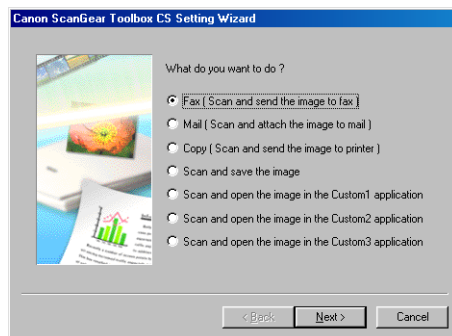 Canon ScanGear Toolbox CS Setting Wizard
What do you want to do ?
Fax ( Scan and send the image to fax )
Mail ( Scan and attach the image to mail )
Copy ( Scan and send the image to printer )
Scan and save the image
Scan and open the image in the Custom1 application
Scan and open the image in the Custom2 application
Scan and open the image in the Custom3 application
< Back Next > Cancel